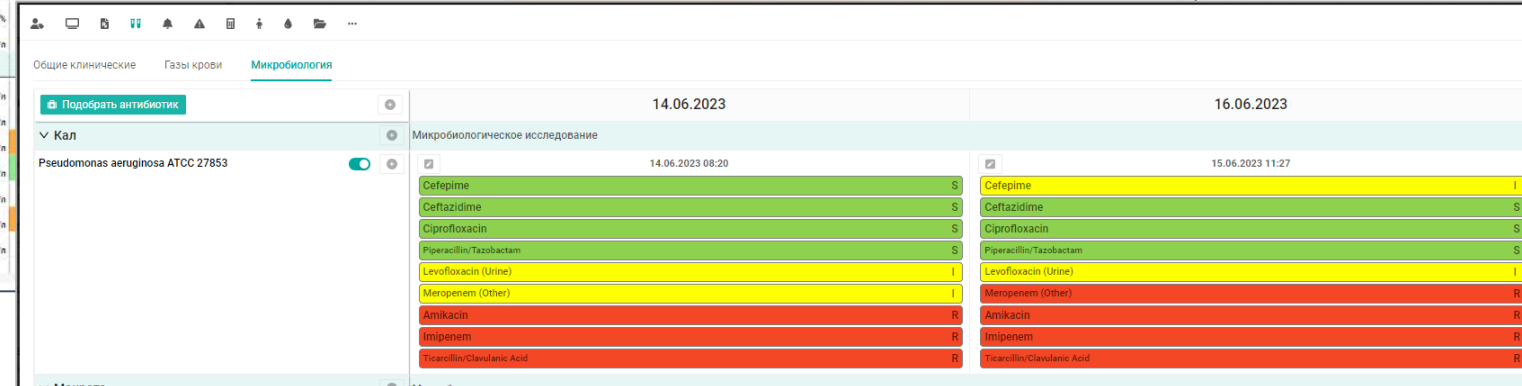 Общие клинические Газы крови Микробиология
Подобрать антибиотик 14.06.2023 16.06.2023
Кал Микробиологическое исследование
Pseudomonas aeruginosa ATCC 27853 14.06.2023 08:20 15.06.2023 11:27
Cefepime S Cefepime I
Ceftazidime S Ceftazidime S
Ciprofloxacin S Ciprofloxacin S
Piperacillin/Tazobactam S Piperacillin/Tazobactam S
Levofloxacin (Urine) I Levofloxacin (Urine) I
Meropenem (Other) I Meropenem (Other) R
Amikacin R Amikacin R
Imipenem R Imipenem R
Ticarcillin/Clavulanic Acid R Ticarcillin/Clavulanic Acid R